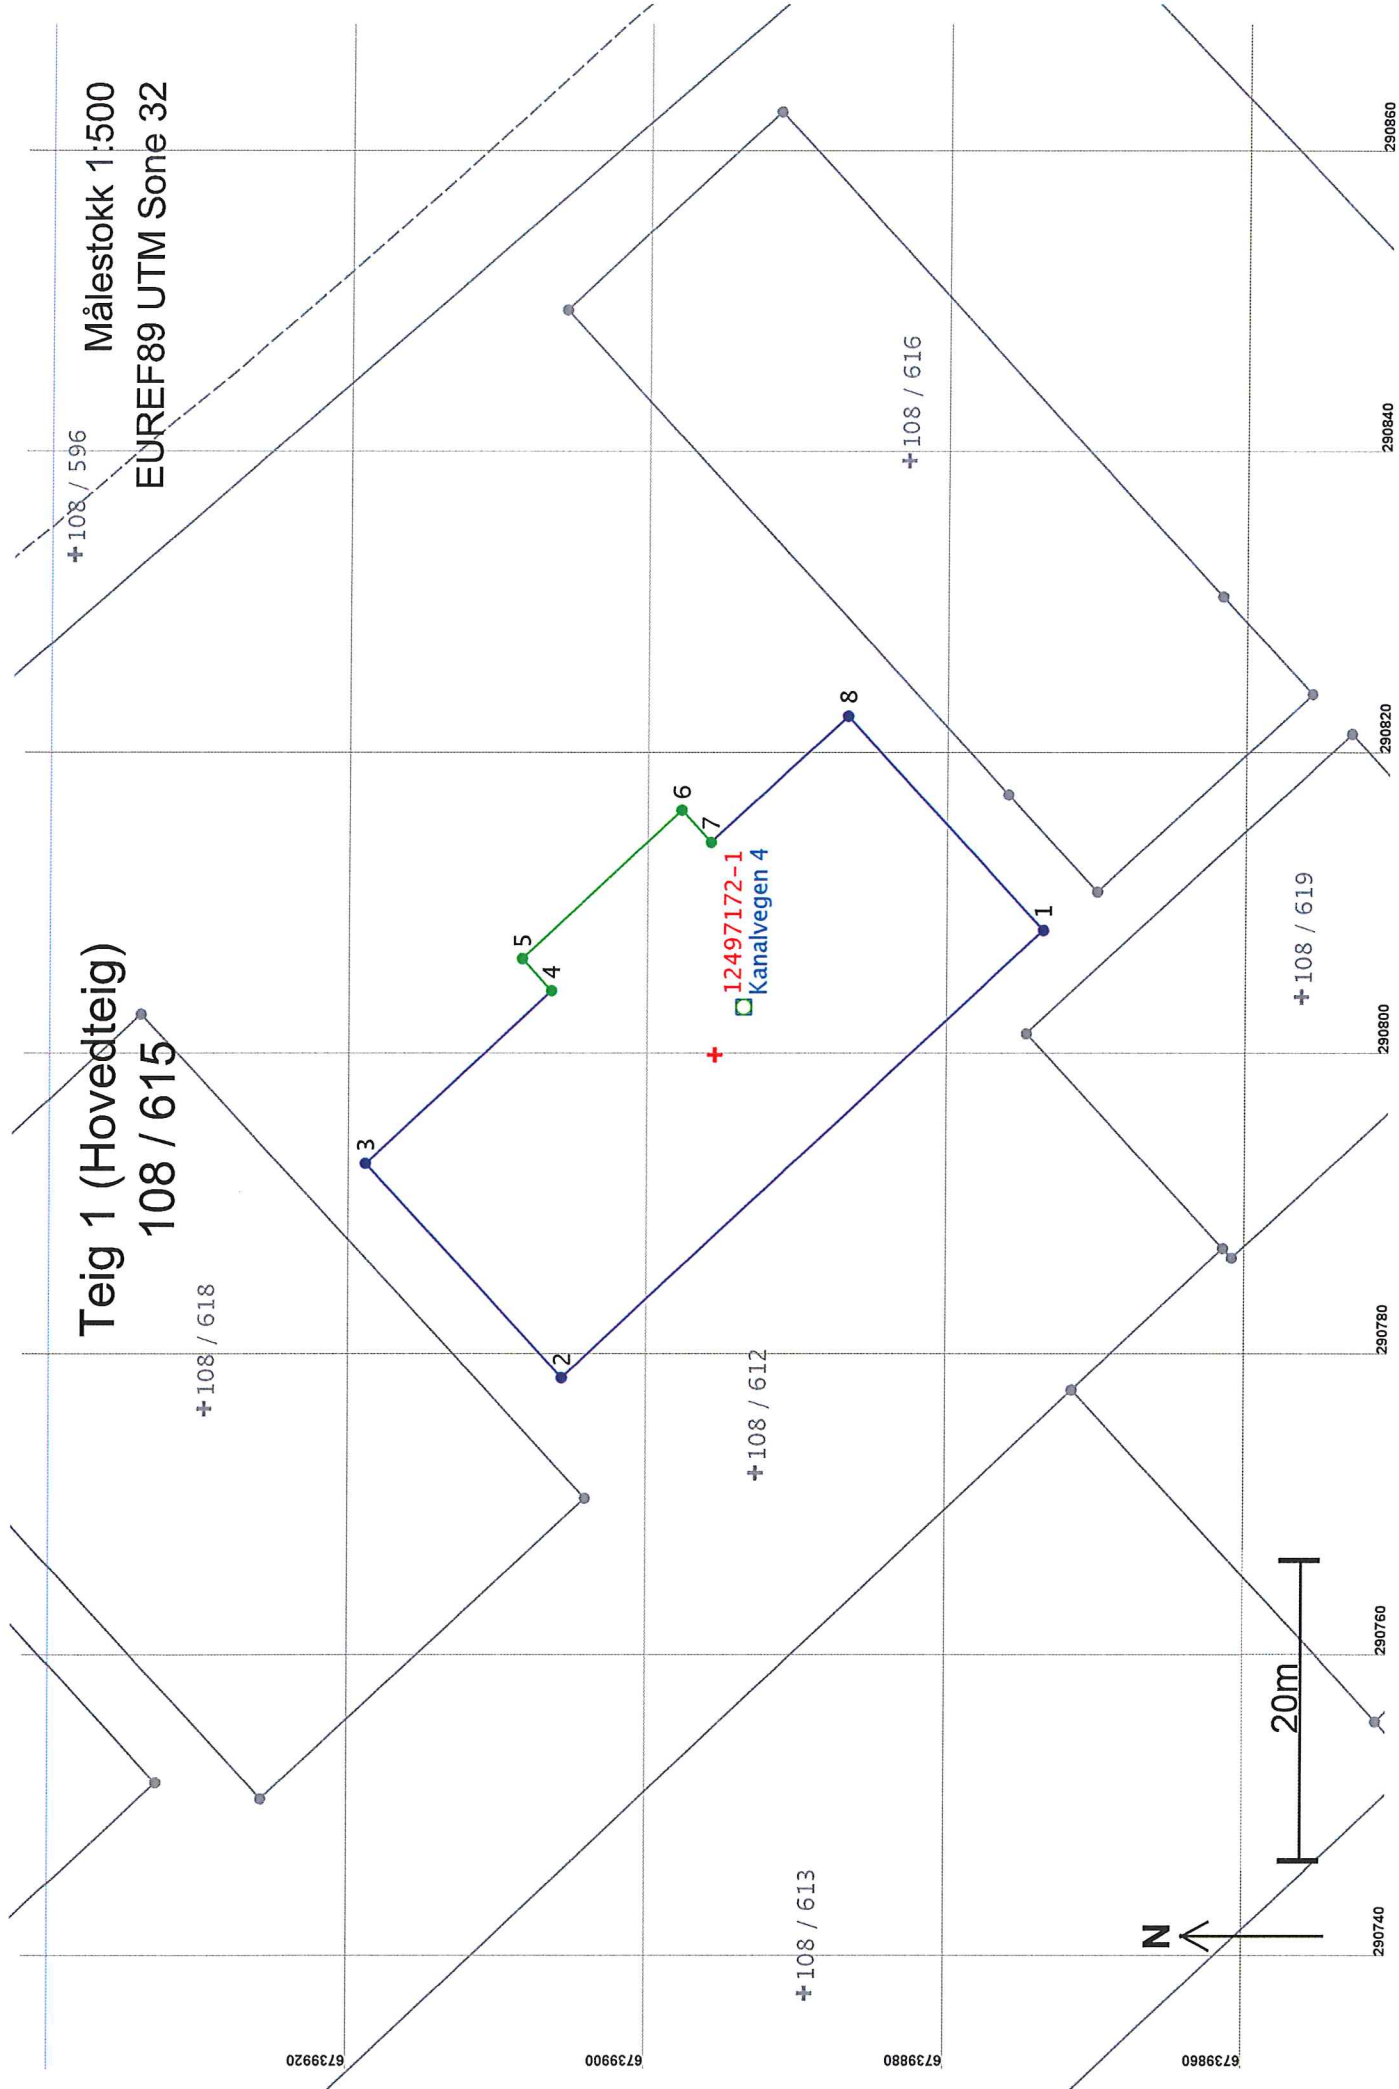 Teig 1 (Hovedteig)
108 / 615
Målestokk 1:500
EUREF89 UTM Sone 32
108 / 596
108 / 618
108 / 616
108 / 612
108 / 613
108 / 619
12497172-1
Kanalvegen 4
1
2
3
4
5
6
7
8
N
20m
6739920
6739900
6739880
6739860
290740
290760
290780
290800
290820
290840
290860